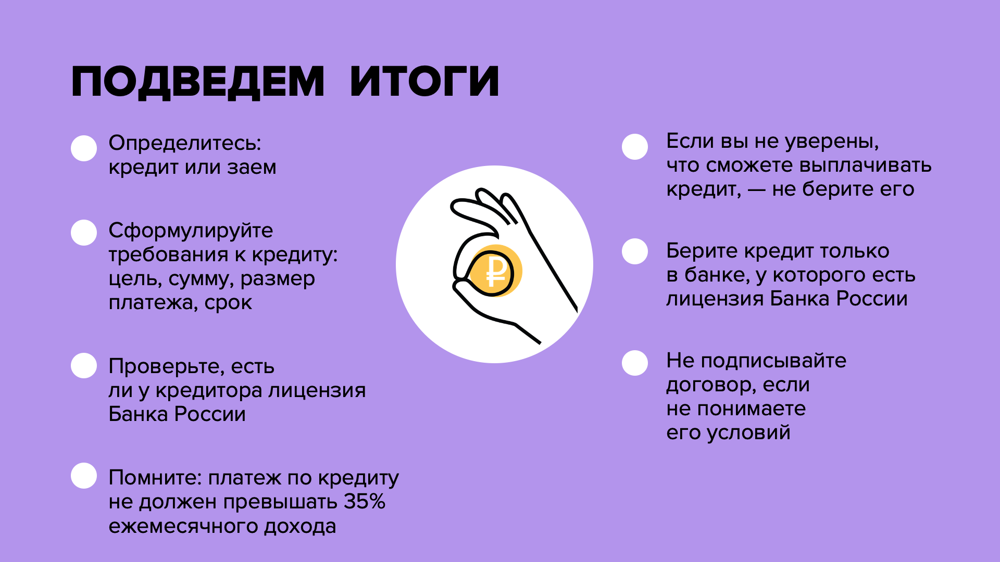 ПОДВЕДЕМ ИТОГИ
Определитесь:
кредит или заем
Сформулируйте
требования к кредиту:
цель, сумму, размер
платежа, срок
Проверьте, есть
ли у кредитора лицензия
Банка России
Помните: платеж по кредиту
не должен превышать 35%
ежемесячного дохода
₽
Если вы не уверены,
что сможете выплачивать
кредит, — не берите его
Берите кредит только
в банке, у которого есть
лицензия Банка России
Не подписывайте
договор, если
не понимаете
его условий